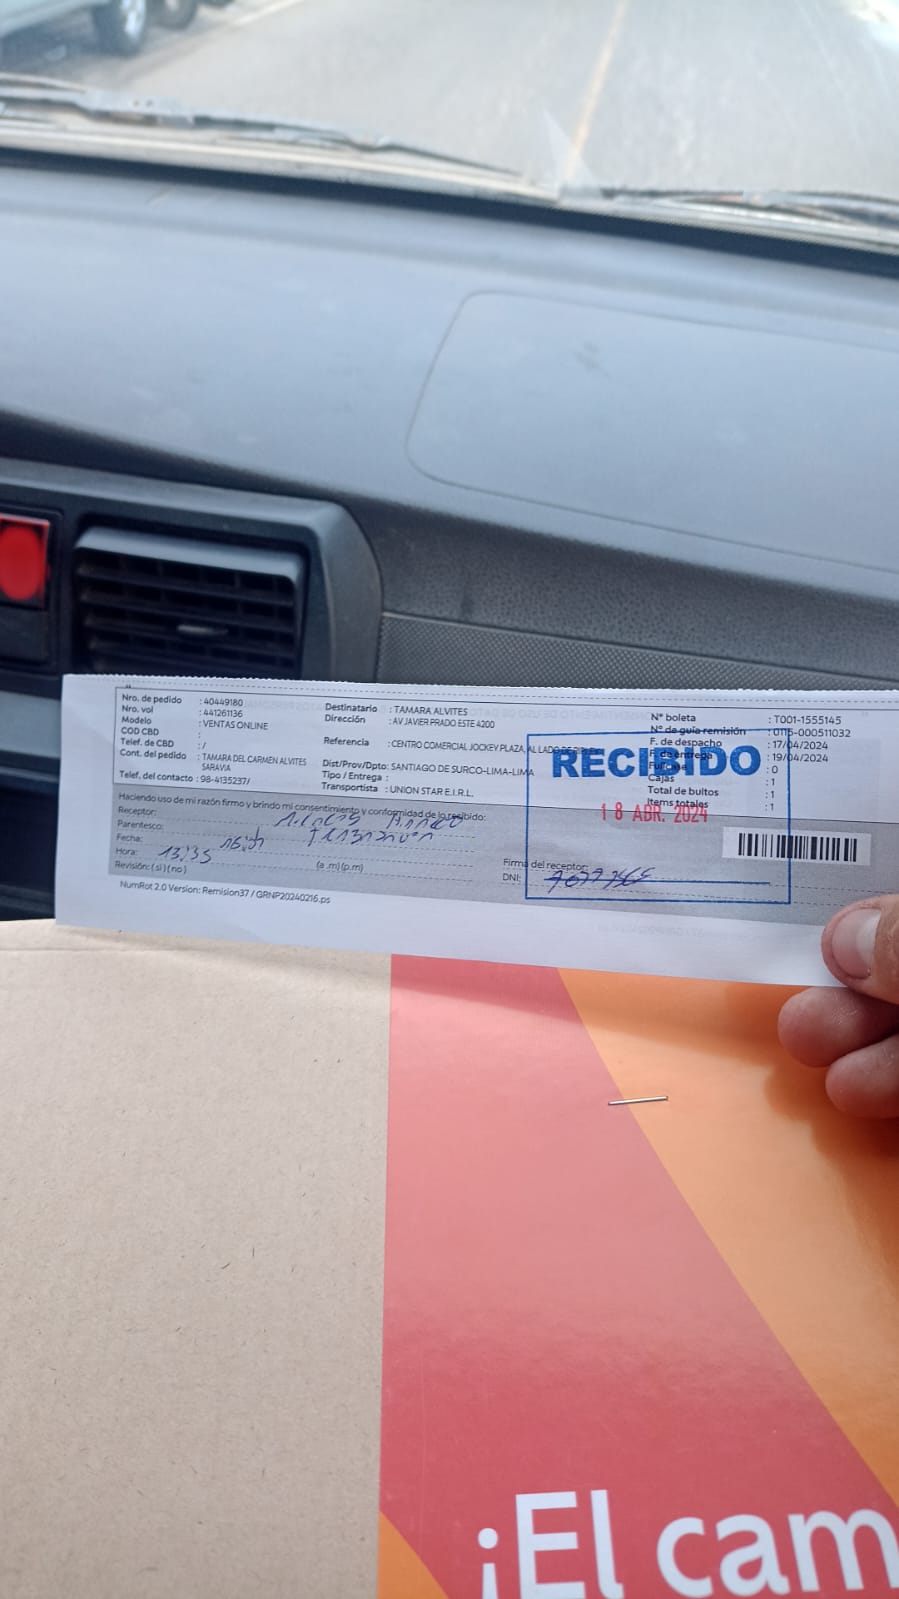 Nro. de pedido : 40449180
Nro. vol : 441261136
Modelo : VENTAS ONLINE
COD CBD :
Telef. de CBD : /
Cont. del pedido : TAMARA DEL CARMEN ALVITES SARAVIA
Telef. del contacto : 98-4135237/
Destinatario : TAMARA ALVITES
Dirección : AV JAVIER PRADO ESTE 4200
Referencia : CENTRO COMERCIAL JOCKEY PLAZA, AL LADO DE
Dist/Prov/Dpto: SANTIAGO DE SURCO-LIMA-LIMA
Tipo / Entrega :
Transportista : UNION STAR E.I.R.L.
N° boleta : T001-1555145
N° de guía remisión : 0115-000511032
F. de despacho : 17/04/2024
F. de entrega : 19/04/2024
: 0
Cajas : 1
Total de bultos : 1
Items totales : 1
RECIBIDO
18 ABR. 2024
Haciendo uso de mi razón firmo y brindo mi consentimiento y conformidad de lo recibido:
Receptor:
Parentesco:
Fecha:
Hora: 13:35
Revisión: ( si ) ( no )
(a .m) (p.m)
Firma del receptor:
DNI:
NumRot 2.0 Version: Remision37 / GRNP20240216.ps
¡El cam